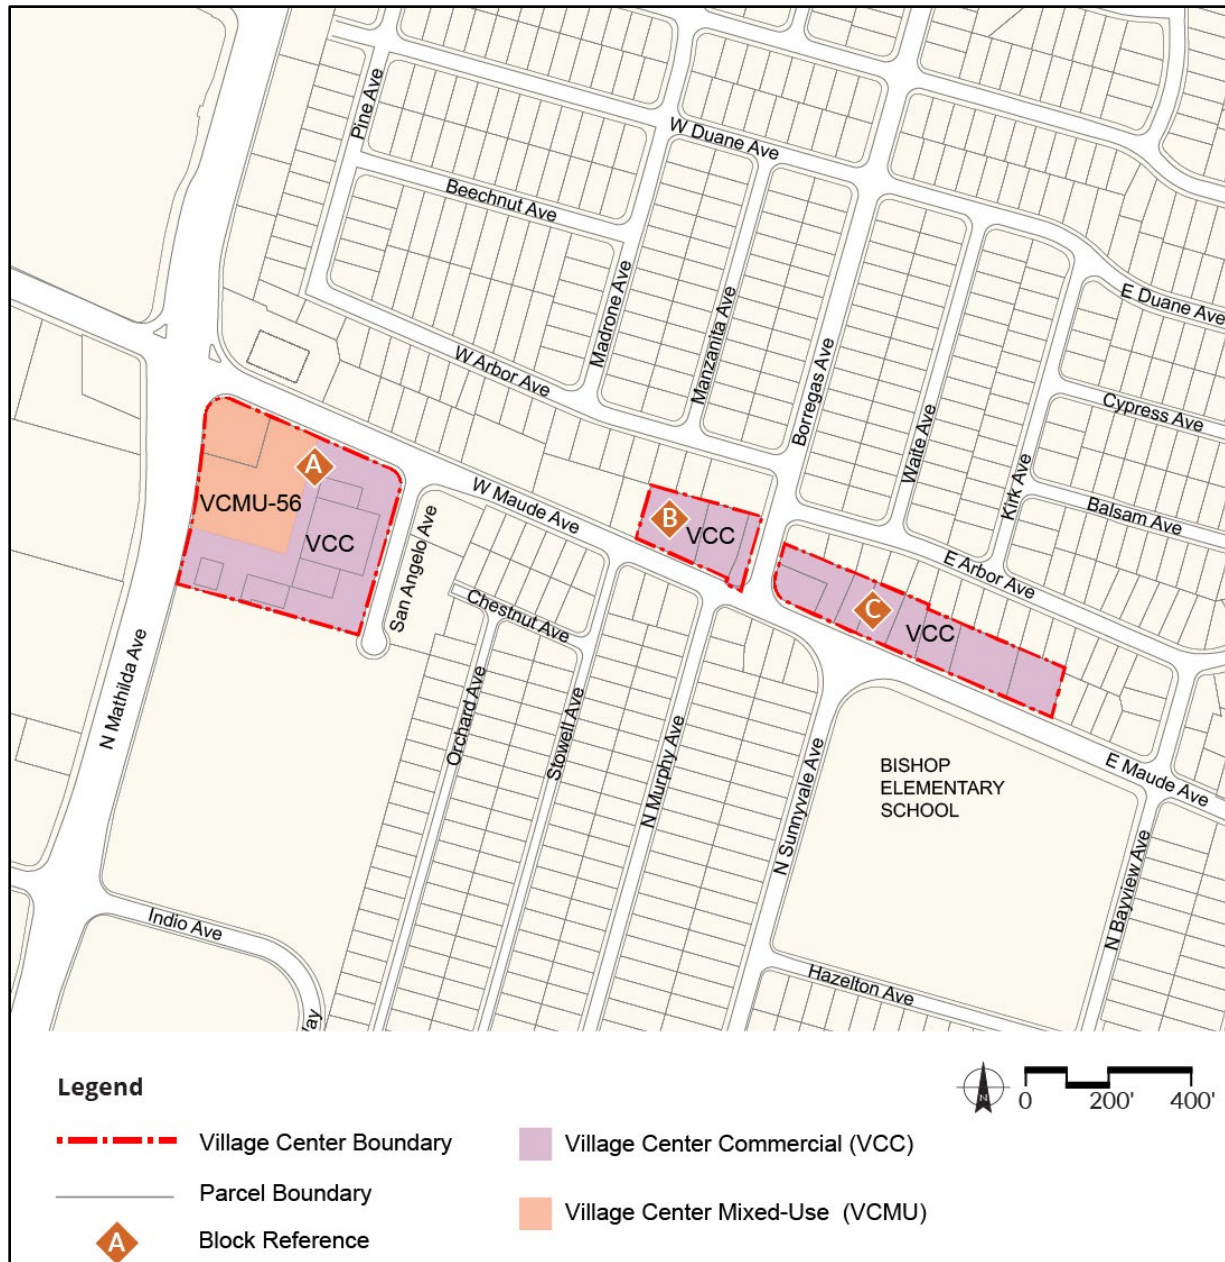 Pine Ave
W Duane Ave
Beechnut Ave
Madrone Ave
Manzanita Ave
Borregas Ave
E Duane Ave
W Arbor Ave
Waite Ave
Kirk Ave
Cypress Ave
Balsam Ave
A
VCMU-56
VCC
W Maude Ave
B
VCC
E Arbor Ave
San Angelo Ave
Chestnut Ave
C
VCC
N Mathilda Ave
Orchard Ave
Stowell Ave
N Murphy Ave
N Sunnyvale Ave
BISHOP
ELEMENTARY
SCHOOL
E Maude Ave
N Bayview Ave
Indio Ave
Hazelton Ave
Legend
N
0 200' 400'
Village Center Boundary
Village Center Commercial (VCC)
Parcel Boundary
Village Center Mixed-Use (VCMU)
A
Block Reference